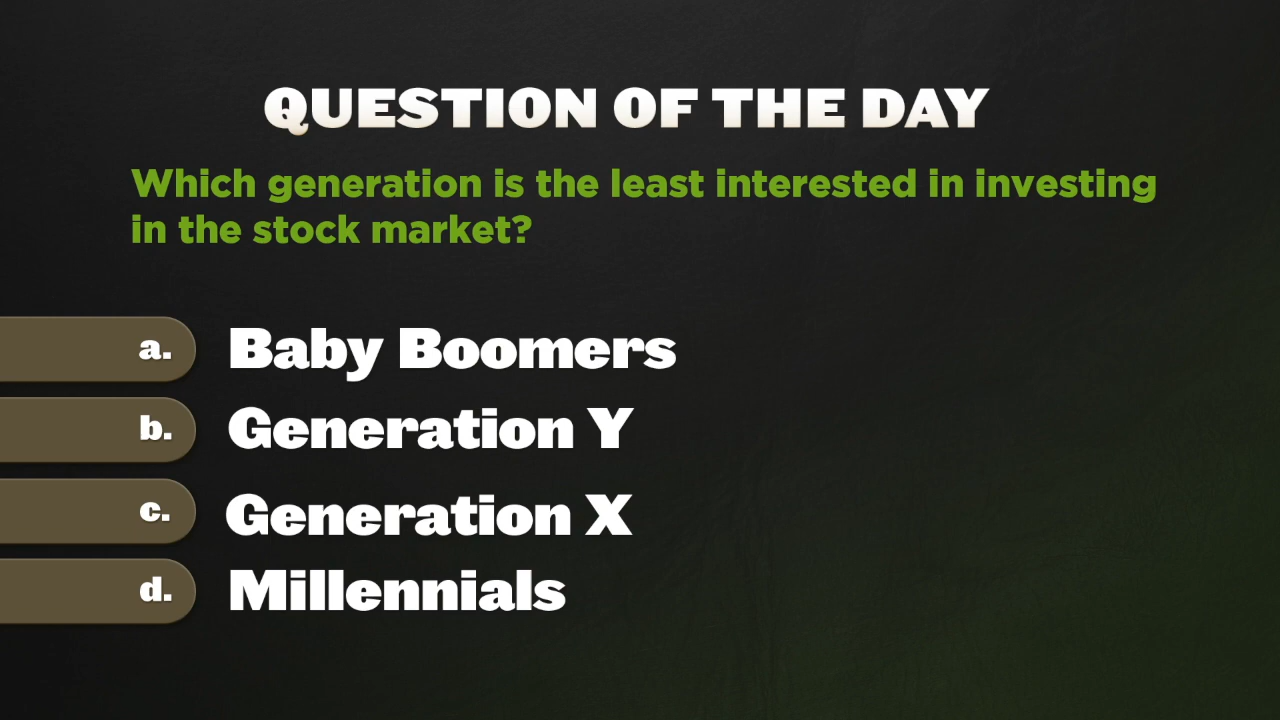 QUESTION OF THE DAY
Which generation is the least interested in investing
in the stock market?
a. Baby Boomers
b. Generation Y
c. Generation X
d. Millennials